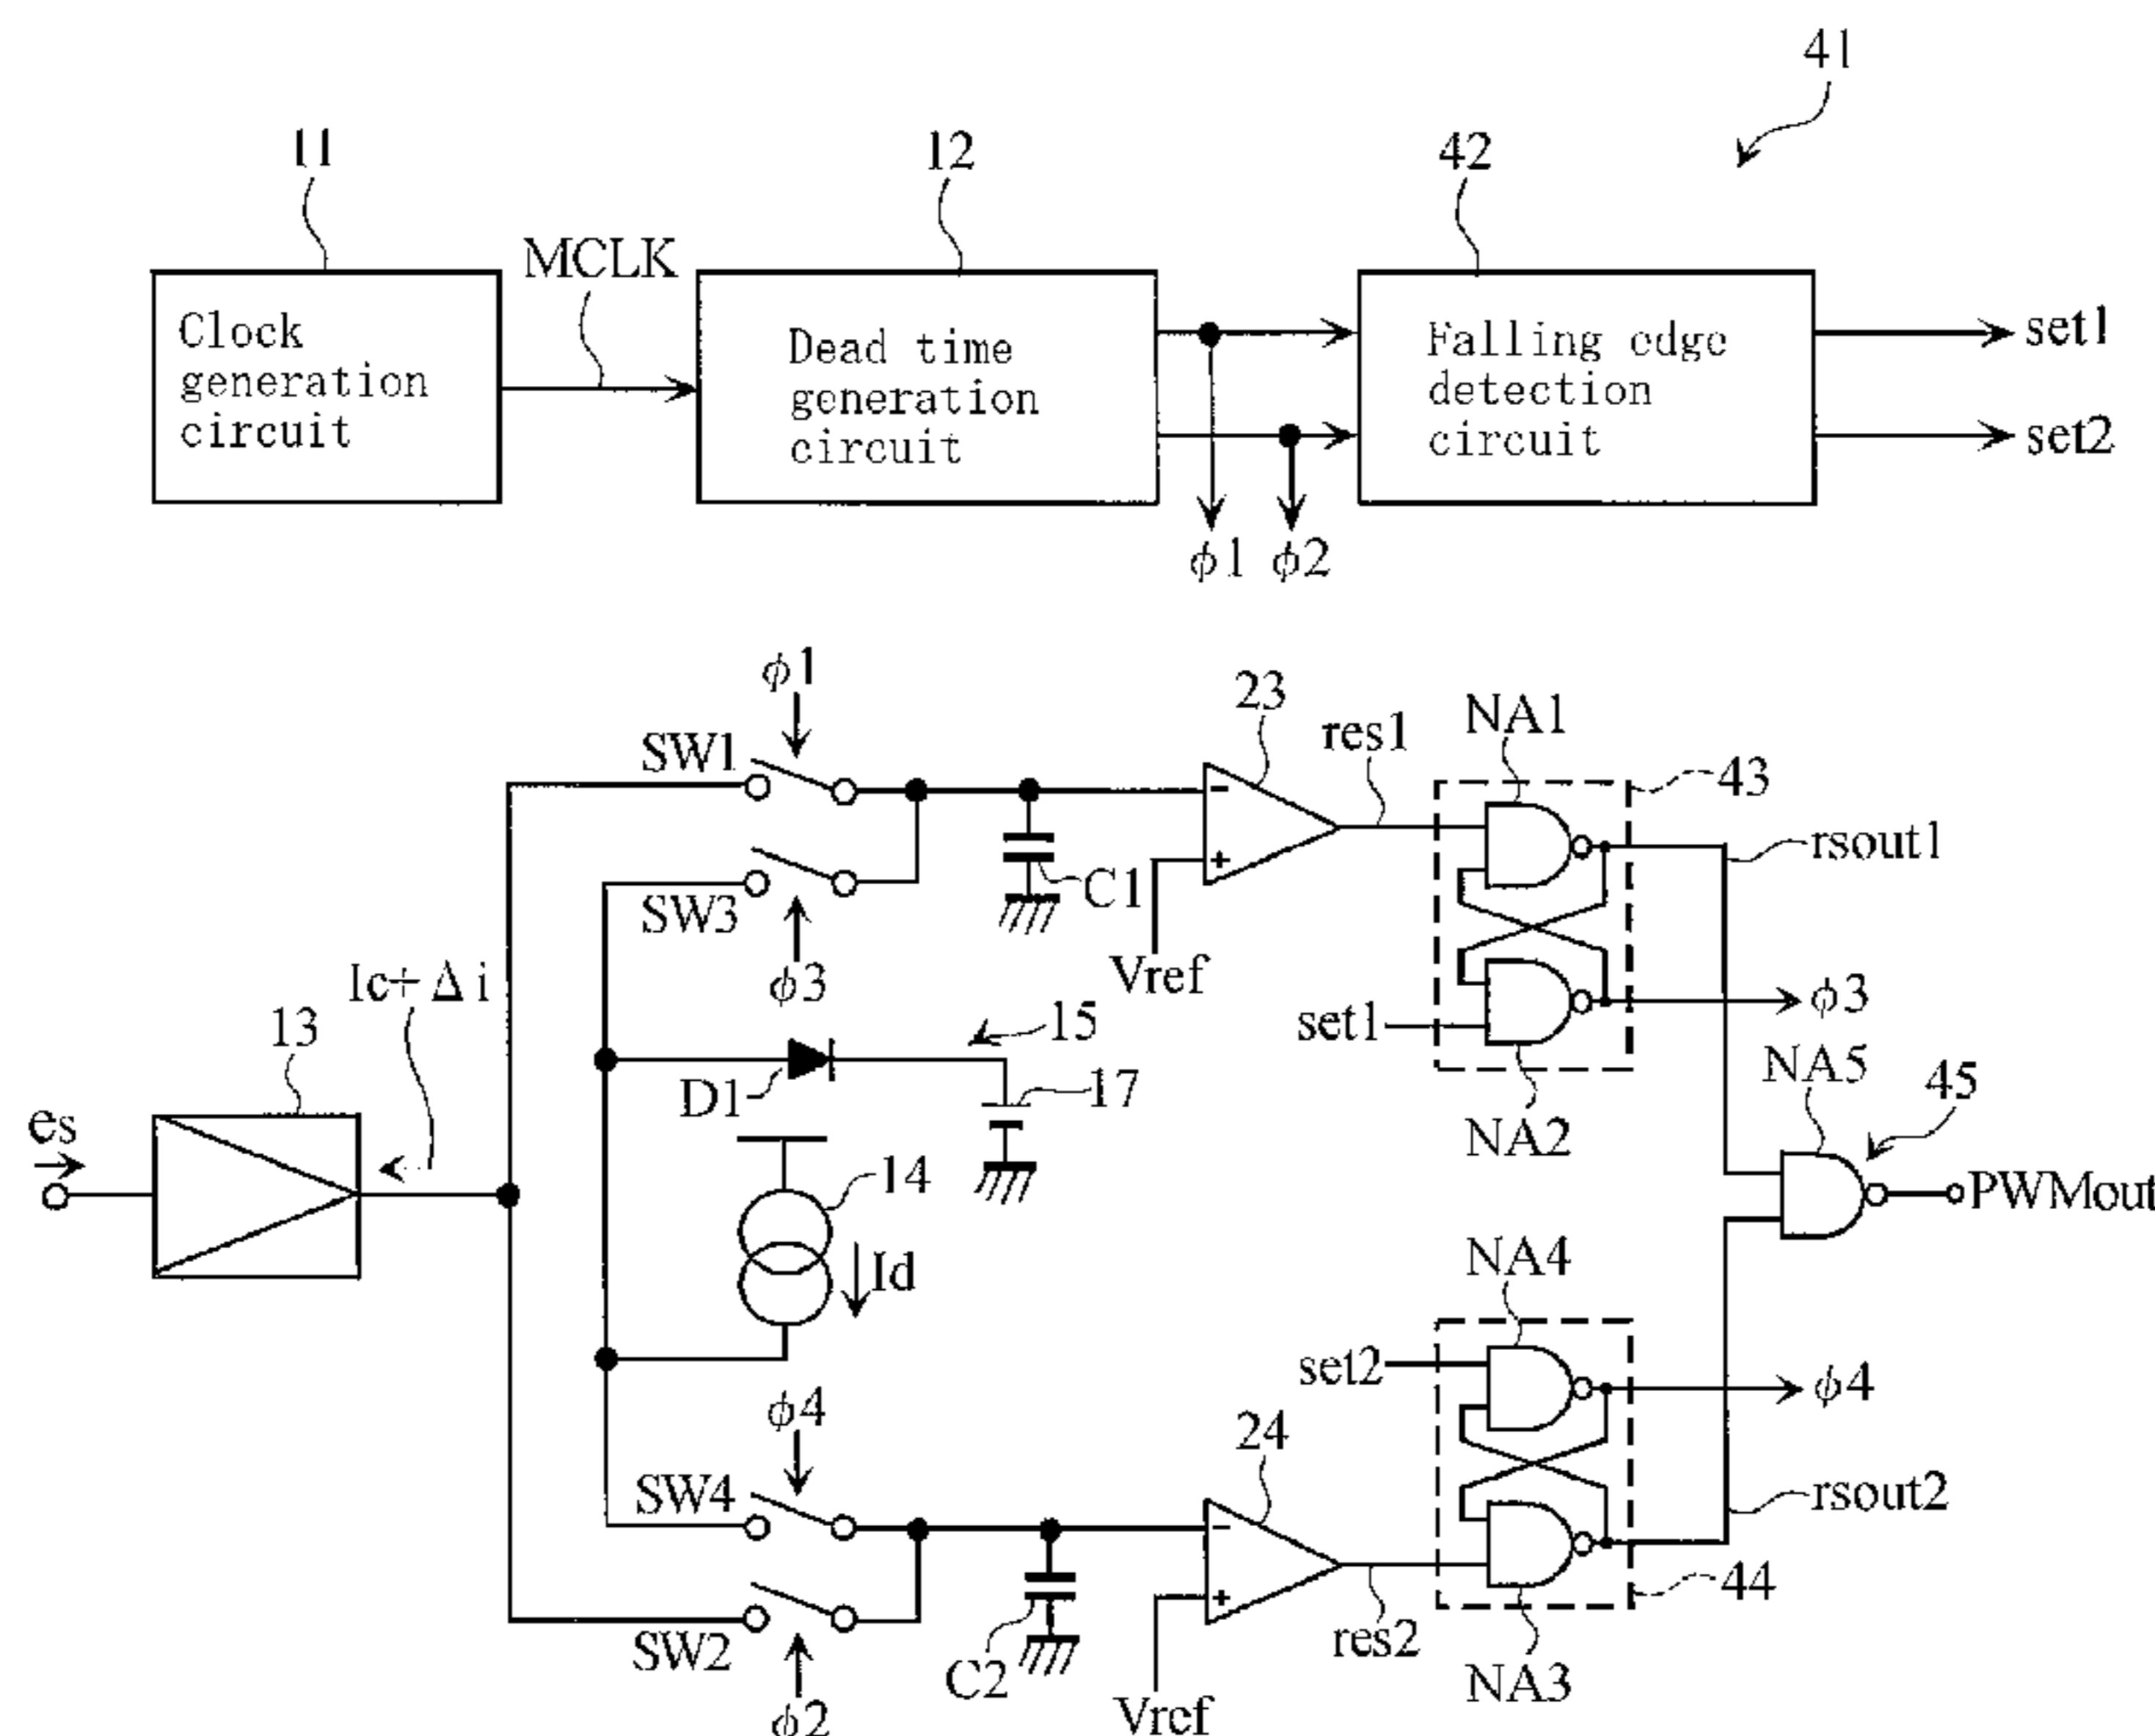 41
11
12
42
MCLK
Clock
generation
circuit
Dead time
generation
circuit
Falling edge
detection
circuit
set1
set2
φ1 φ2
φ1
SW1
23
res1
NA1
43
rsout1
SW3
φ3
C1
Vref
set1
φ3
Ic+Δi
13
es
15
D1
17
14
Id
NA2
NA5
45
PWMout
NA4
set2
φ4
φ4
SW4
24
rsout2
SW2
φ2
C2
Vref
res2
NA3
44